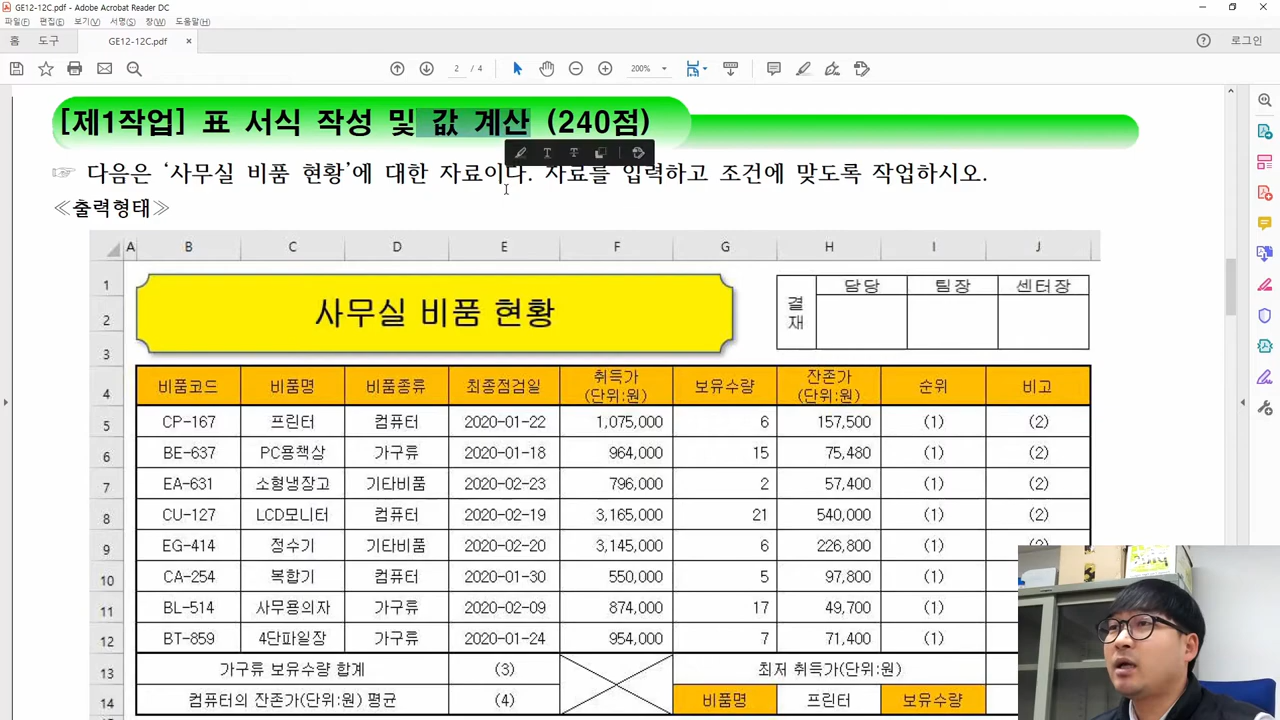 GE12-12C.pdf - Adobe Acrobat Reader DC
파일(F) 편집(E) 보기(V) 서명(S) 창(W) 도움말(H)
홈 도구 GE12-12C.pdf × 로그인
2 / 4 200%
[제1작업] 표 서식 작성 및 값 계산 (240점)
☞ 다음은 ‘사무실 비품 현황’에 대한 자료이다. 자료를 입력하고 조건에 맞도록 작업하시오.
≪출력형태≫
A B C D E F G H I J
1 담당 팀장 센터장
2 사무실 비품 현황 결재
3
4 비품코드 비품명 비품종류 최종점검일 취득가(단위:원) 보유수량 잔존가(단위:원) 순위 비고
5 CP-167 프린터 컴퓨터 2020-01-22 1,075,000 6 157,500 (1) (2)
6 BE-637 PC용책상 가구류 2020-01-18 964,000 15 75,480 (1) (2)
7 EA-631 소형냉장고 기타비품 2020-02-23 796,000 2 57,400 (1) (2)
8 CU-127 LCD모니터 컴퓨터 2020-02-19 3,165,000 21 540,000 (1) (2)
9 EG-414 정수기 기타비품 2020-02-20 3,145,000 6 226,800 (1) (2)
10 CA-254 복합기 컴퓨터 2020-01-30 550,000 5 97,800 (1)
11 BL-514 사무용의자 가구류 2020-02-09 874,000 17 49,700 (1)
12 BT-859 4단파일장 가구류 2020-01-24 954,000 7 71,400 (1)
13 가구류 보유수량 합계 (3) 최저 취득가(단위:원)
14 컴퓨터의 잔존가(단위:원) 평균 (4) 비품명 프린터 보유수량